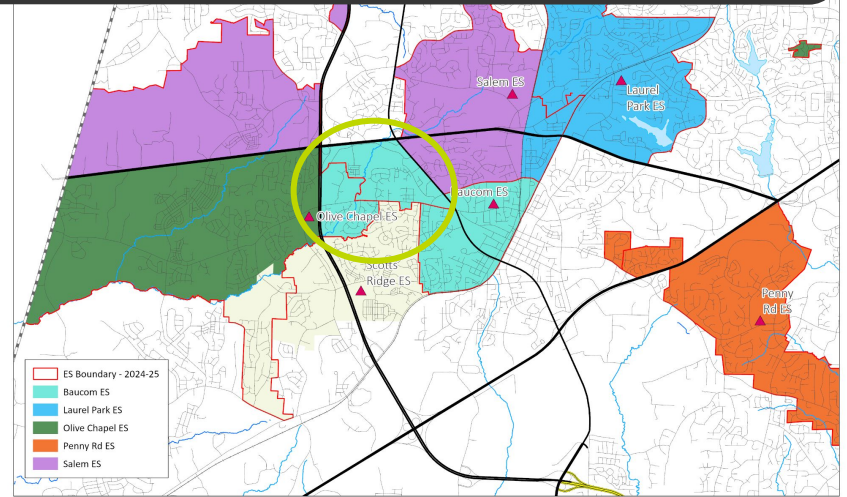 Salem ES
Laurel
Park ES
Baucom ES
Olive Chapel ES
Scotts
Ridge ES
Penny
Rd ES
ES Boundary - 2024-25
Baucom ES
Laurel Park ES
Olive Chapel ES
Penny Rd ES
Salem ES